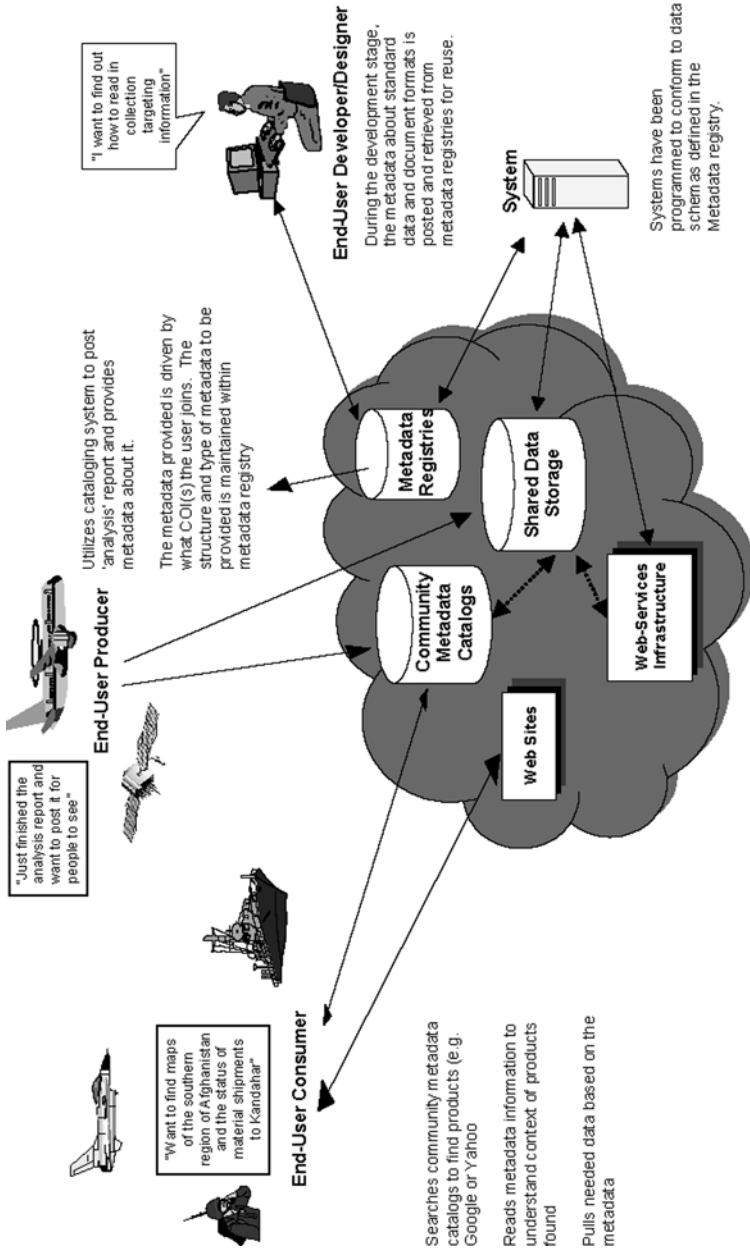 "Just finished the
analysis report and
want to post it for
people to see"
End-User Producer
Utilizes cataloging system to post
'analysis' report and provides
metadata about it.
The metadata provided is driven by
what COI(s) the user joins. The
structure and type of metadata to be
provided is maintained within
metadata registry
"I want to find out
how to read in
collection
targeting
information"
End-User Developer/Designer
During the development stage,
the metadata about standard
data and document formats is
posted and retrieved from
metadata registries for reuse.
"Want to find maps
of the southern
region of Afghanistan
and the status of
material shipments
to Kandahar"
End-User Consumer
Searches community metadata
catalogs to find products (e.g.
Google or Yahoo
Reads metadata information to
understand context of products
found
Pulls needed data based on the
metadata
Community
Metadata
Catalogs
Metadata
Registries
Web Sites
Shared Data
Storage
Web-Services
Infrastructure
System
Systems have been
programmed to conform to data
schemas defined in the
Metadata registry.